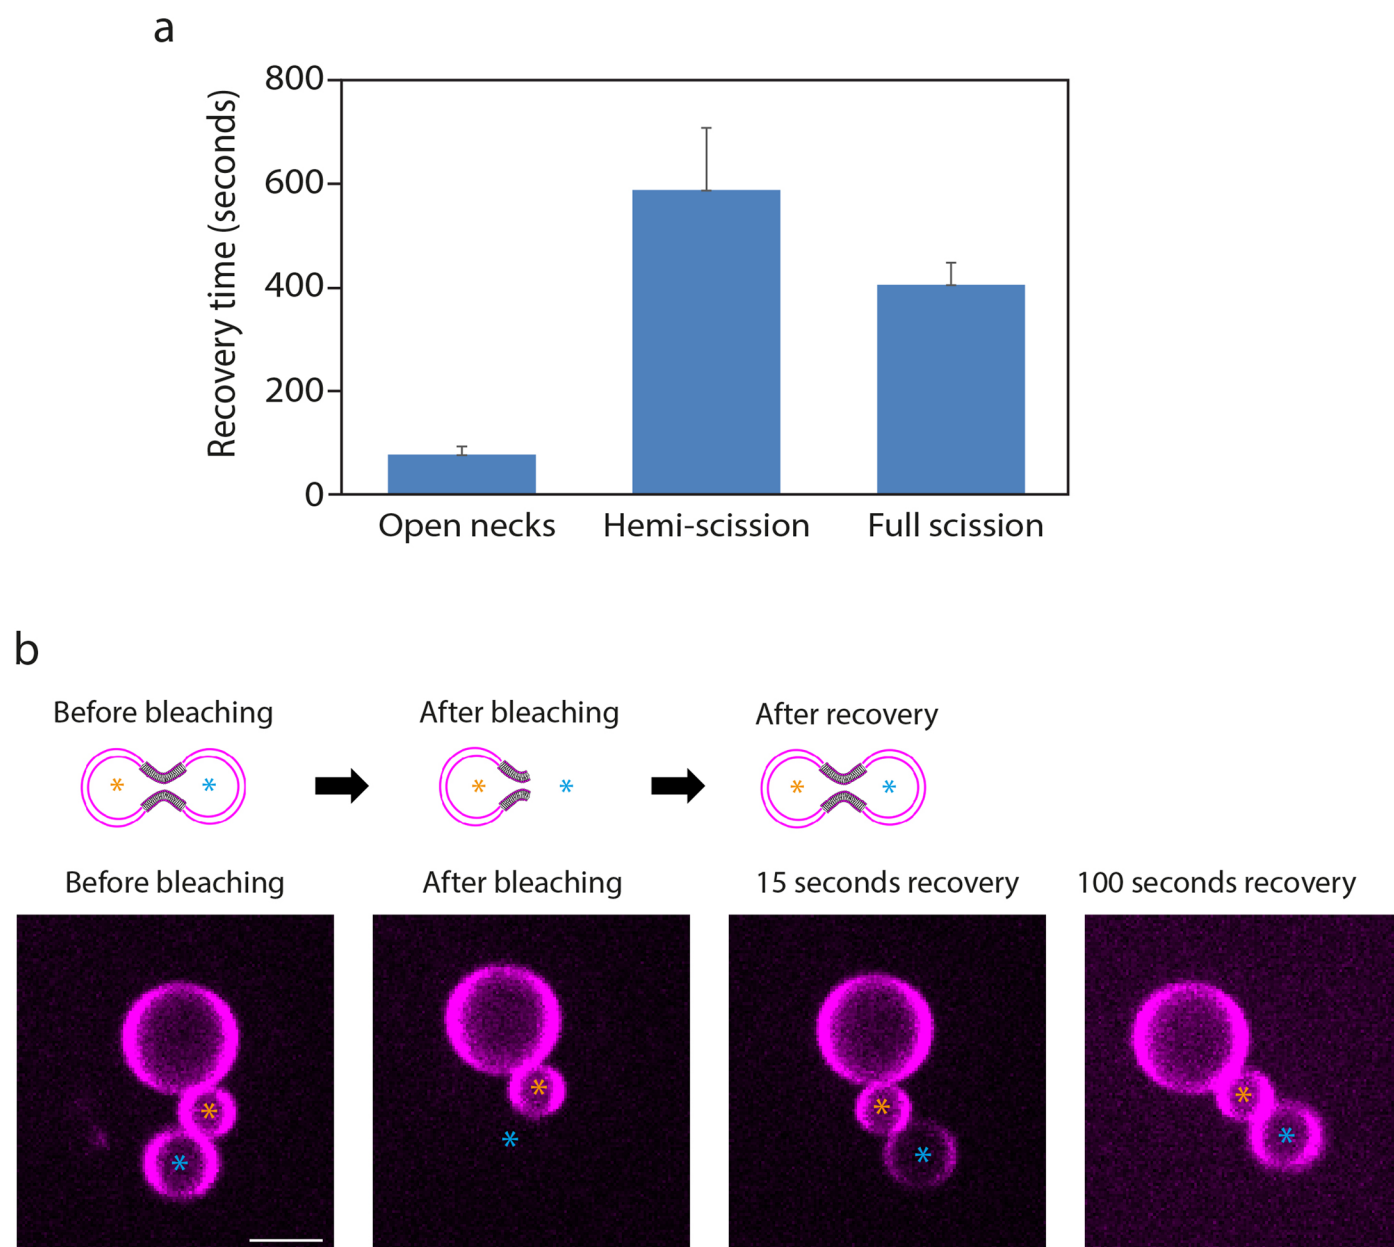 a
800
600
400
200
0
Recovery time (seconds)
Open necks Hemi-scission Full scission
b
Before bleaching After bleaching After recovery
* * * * * *
Before bleaching After bleaching 15 seconds recovery 100 seconds recovery
* * * *
* * * *